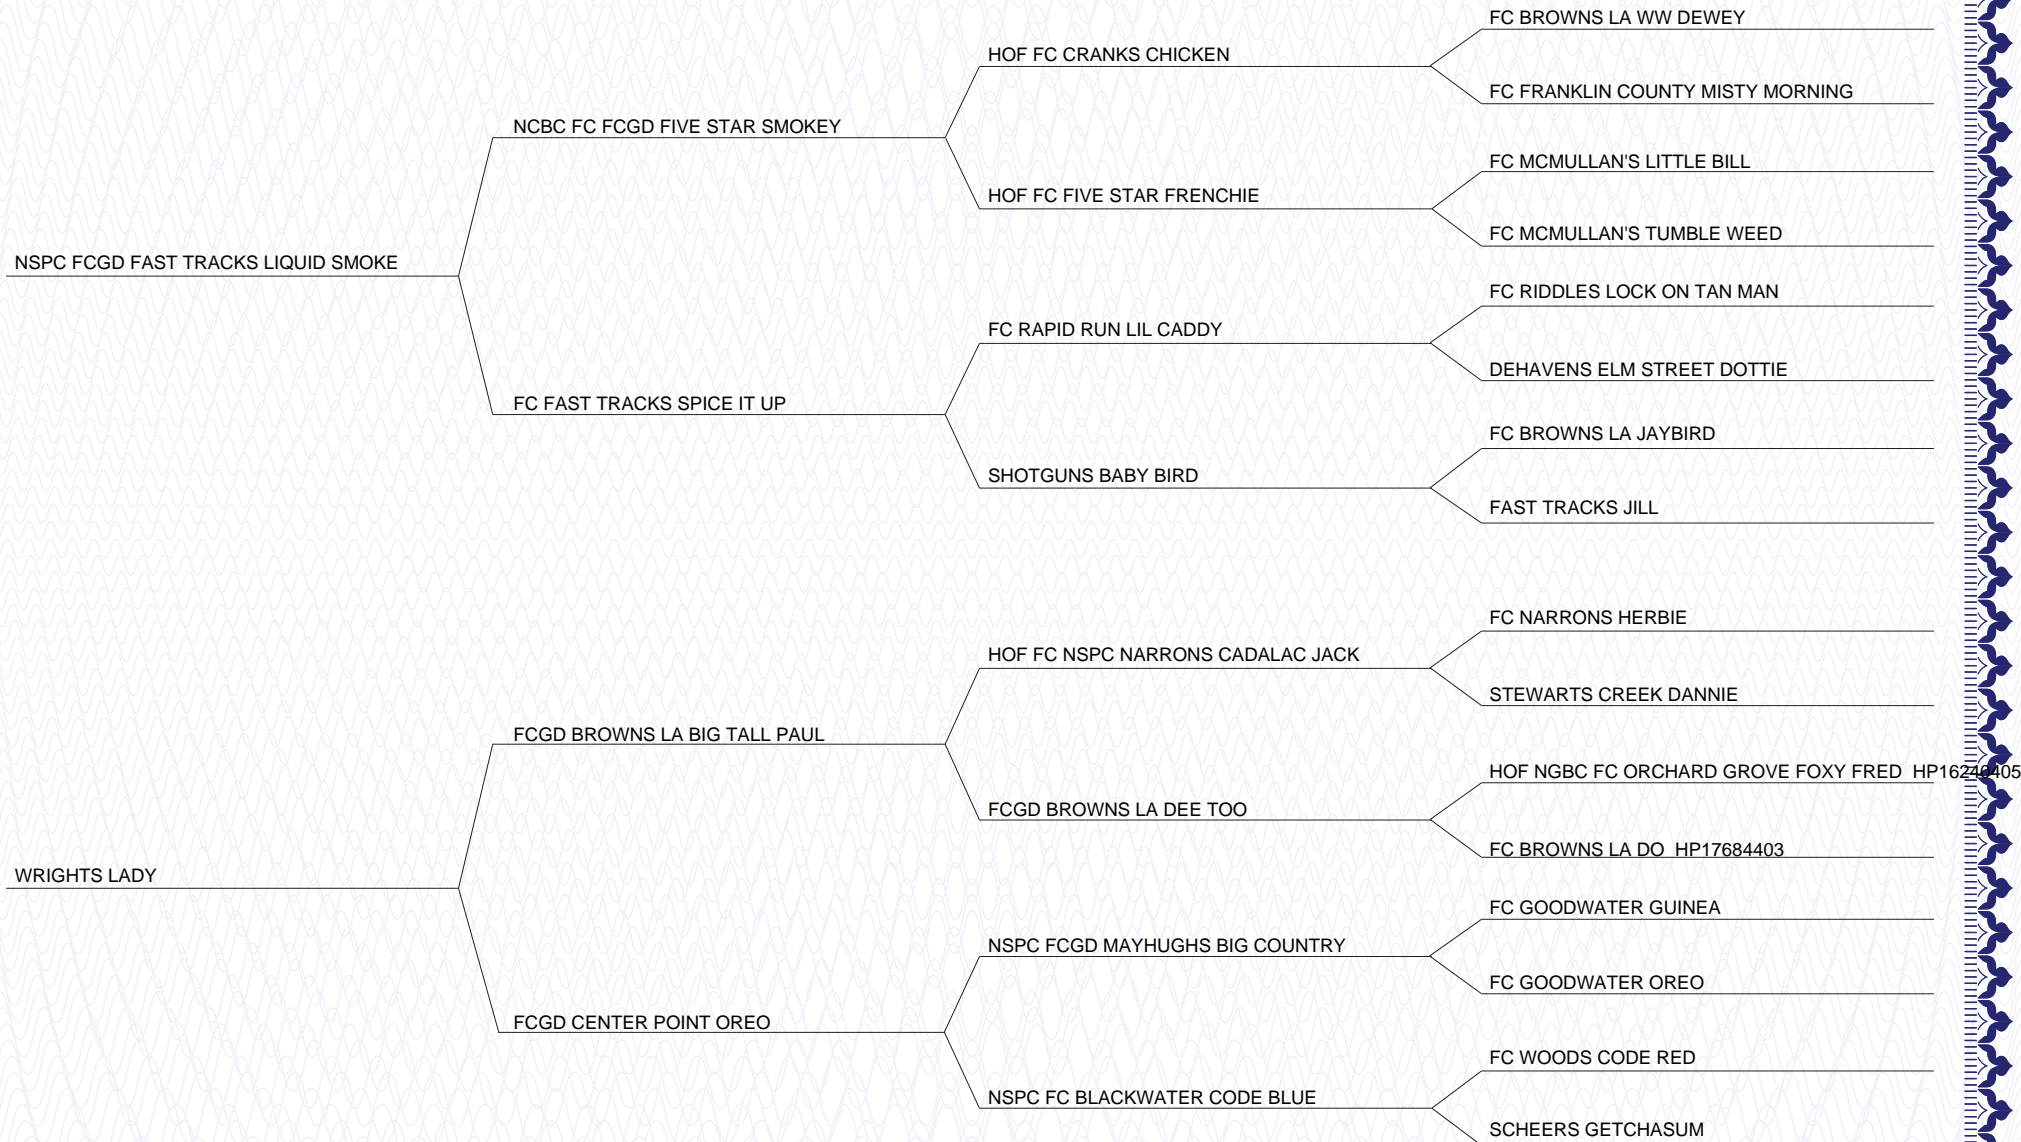 FC BROWNS LA WW DEWEY
HOF FC CRANKS CHICKEN
FC FRANKLIN COUNTY MISTY MORNING
NCBC FC FCGD FIVE STAR SMOKEY
FC MCMULLAN'S LITTLE BILL
HOF FC FIVE STAR FRENCHIE
FC MCMULLAN'S TUMBLE WEED
NSPC FCGD FAST TRACKS LIQUID SMOKE
FC RIDDLES LOCK ON TAN MAN
FC RAPID RUN LIL CADDY
DEHAVENS ELM STREET DOTTIE
FC FAST TRACKS SPICE IT UP
FC BROWNS LA JAYBIRD
SHOTGUNS BABY BIRD
FAST TRACKS JILL
FC NARRONS HERBIE
HOF FC NSPC NARRONS CADALAC JACK
STEWARTS CREEK DANNIE
FCGD BROWNS LA BIG TALL PAUL
HOF NGBC FC ORCHARD GROVE FOXY FRED HP16240405
FCGD BROWNS LA DEE TOO
FC BROWNS LA DO HP17684403
WRIGHTS LADY
FC GOODWATER GUINEA
NSPC FCGD MAYHUGHS BIG COUNTRY
FC GOODWATER OREO
FCGD CENTER POINT OREO
FC WOODS CODE RED
NSPC FC BLACKWATER CODE BLUE
SCHEERS GETCHASUM